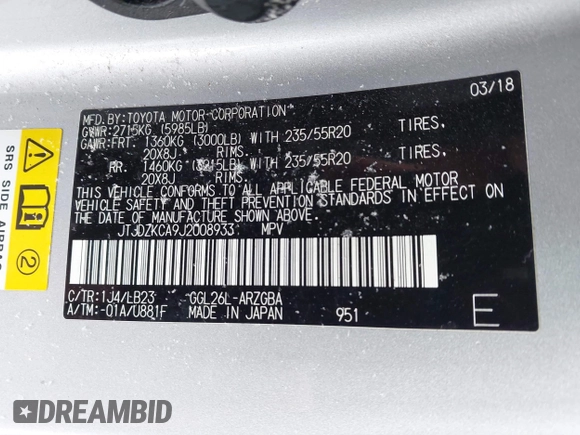 MFD. BY:TOYOTA MOTOR CORPORATION 03/18
GVWR:2715KG (5985LB)
GAWR:FRT. 1360KG (3000LB) WITH 235/55R20 TIRES.
20X8J RIMS.
RR. 1460KG (3215LB) WITH 235/55R20 TIRES.
20X8J RIMS.
THIS VEHICLE CONFORMS TO ALL APPLICABLE FEDERAL MOTOR
VEHICLE SAFETY AND THEFT PREVENTION STANDARDS IN EFFECT ON
THE DATE OF MANUFACTURE SHOWN ABOVE.
JTJDZKCA9J2008933 MPV
C/TR:1J4/LB23 GGL26L-ARZGBA
A/TM:-01A/U881F MADE IN JAPAN 951 E
SRS SIDE AIRBAG
2
DREAMBID